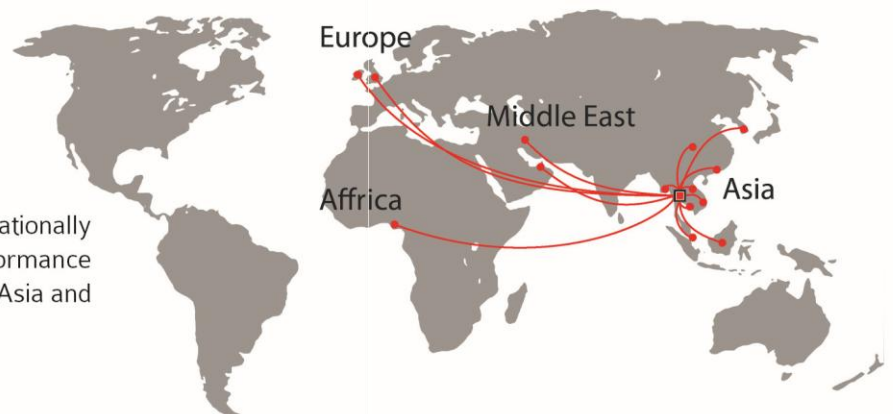 Europe
Middle East
Affrica
Asia
ationally
ormance
Asia and